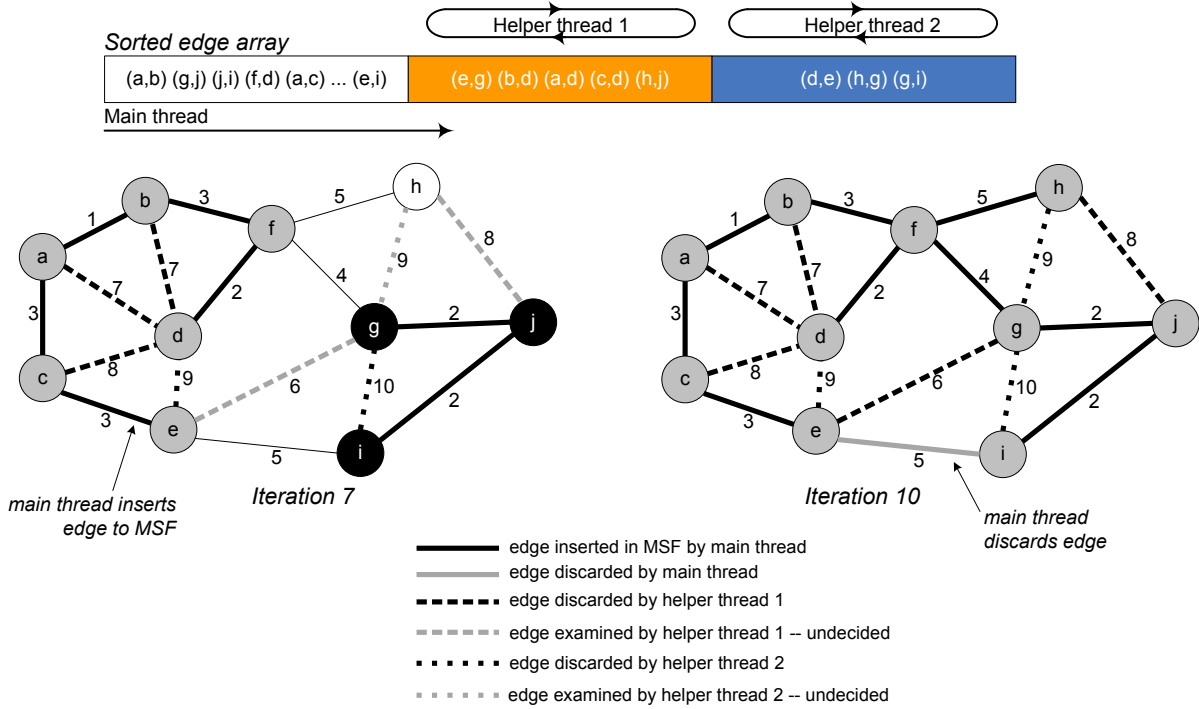 Helper thread 1
Helper thread 2
Sorted edge array
(a,b) (g,j) (j,i) (f,d) (a,c) ... (e,i)
(e,g) (b,d) (a,d) (c,d) (h,j)
(d,e) (h,g) (g,i)
Main thread
a
b
c
d
e
f
g
h
i
j
1
3
3
7
7
2
8
9
3
5
4
9
8
2
6
10
2
5
main thread inserts
edge to MSF
Iteration 7
a
b
c
d
e
f
g
h
i
j
1
3
3
7
7
2
8
9
3
5
4
9
8
2
6
10
2
5
Iteration 10
main thread
discards edge
edge inserted in MSF by main thread
edge discarded by main thread
edge discarded by helper thread 1
edge examined by helper thread 1 -- undecided
edge discarded by helper thread 2
edge examined by helper thread 2 -- undecided